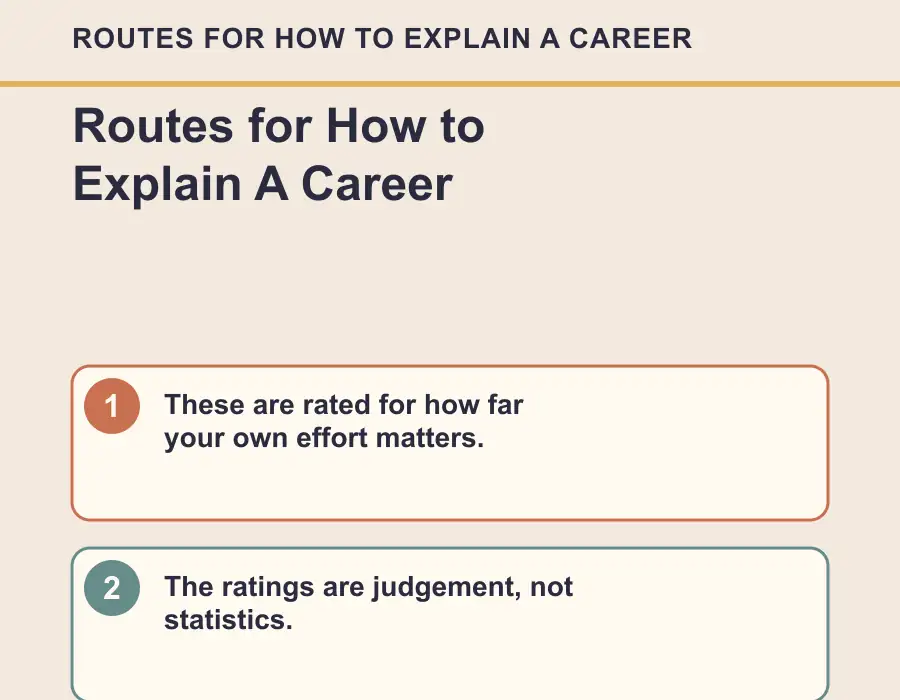 ROUTES FOR HOW TO EXPLAIN A CAREER
Routes for How to
Explain A Career
1
These are rated for how far
your own effort matters.
2
The ratings are judgement, not
statistics.